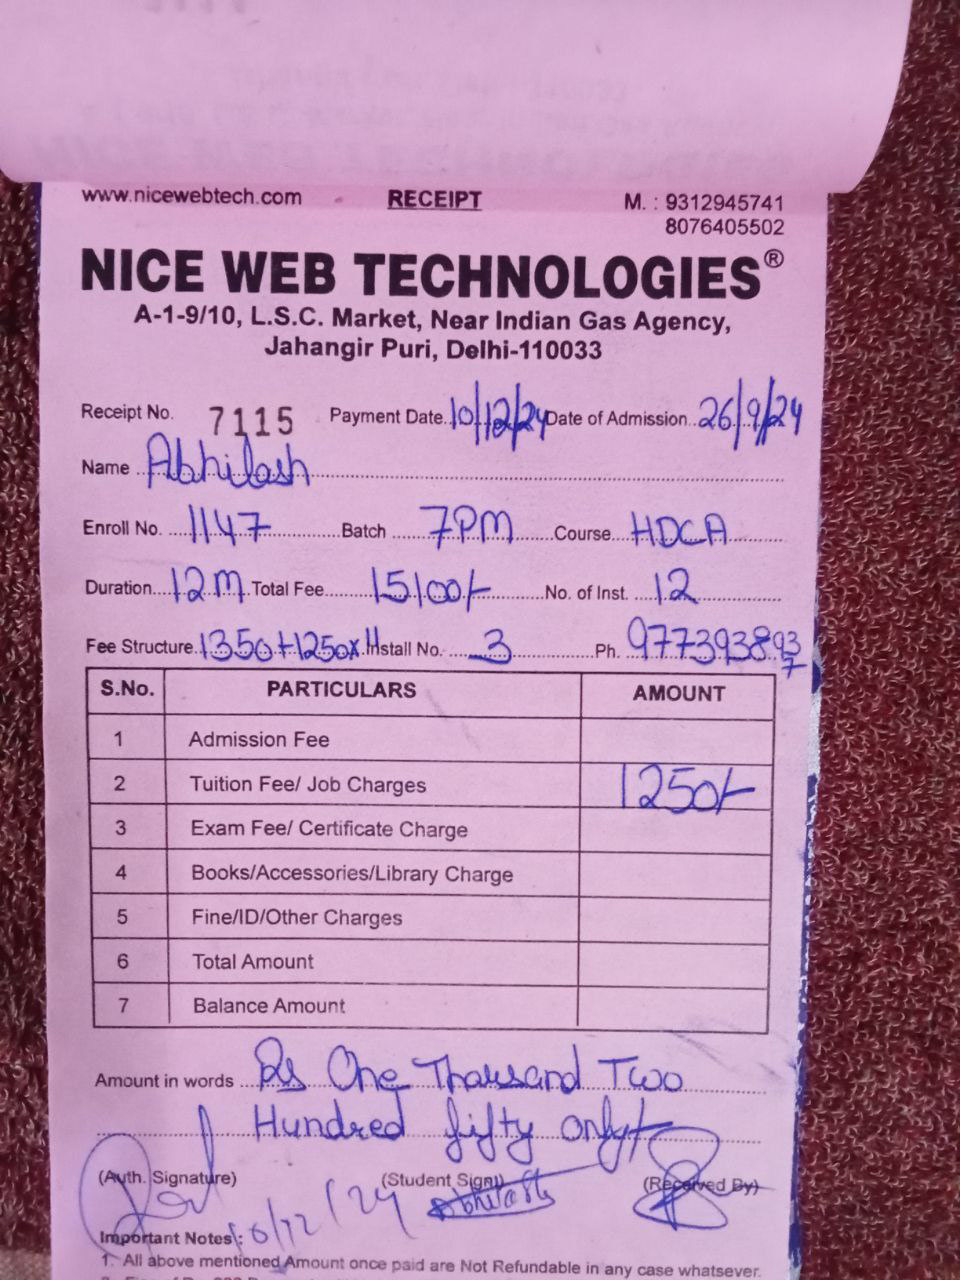 www.nicewebtech.com RECEIPT M. : 9312945741
8076405502
NICE WEB TECHNOLOGIES®
A-1-9/10, L.S.C. Market, Near Indian Gas Agency,
Jahangir Puri, Delhi-110033
Receipt No. 7115 Payment Date. 10/12/24 Date of Admission. 26/9/24
Name Abhilash
Enroll No. 1147 Batch 7PM Course HDCA
Duration 12M Total Fee 15100/- No. of Inst. 12
Fee Structure 1350+1250x11 Install No. 3 Ph. 9773938937
S.No. PARTICULARS AMOUNT
1 Admission Fee
2 Tuition Fee/ Job Charges 1250/-
3 Exam Fee/ Certificate Charge
4 Books/Accessories/Library Charge
5 Fine/ID/Other Charges
6 Total Amount
7 Balance Amount
Amount in words Rs One Thousand Two
Hundred fifty only
(Auth. Signature) (Student Sign) (Received By)
Abhilash
10/12/24
Important Notes :
1. All above mentioned Amount once paid are Not Refundable in any case whatsever.